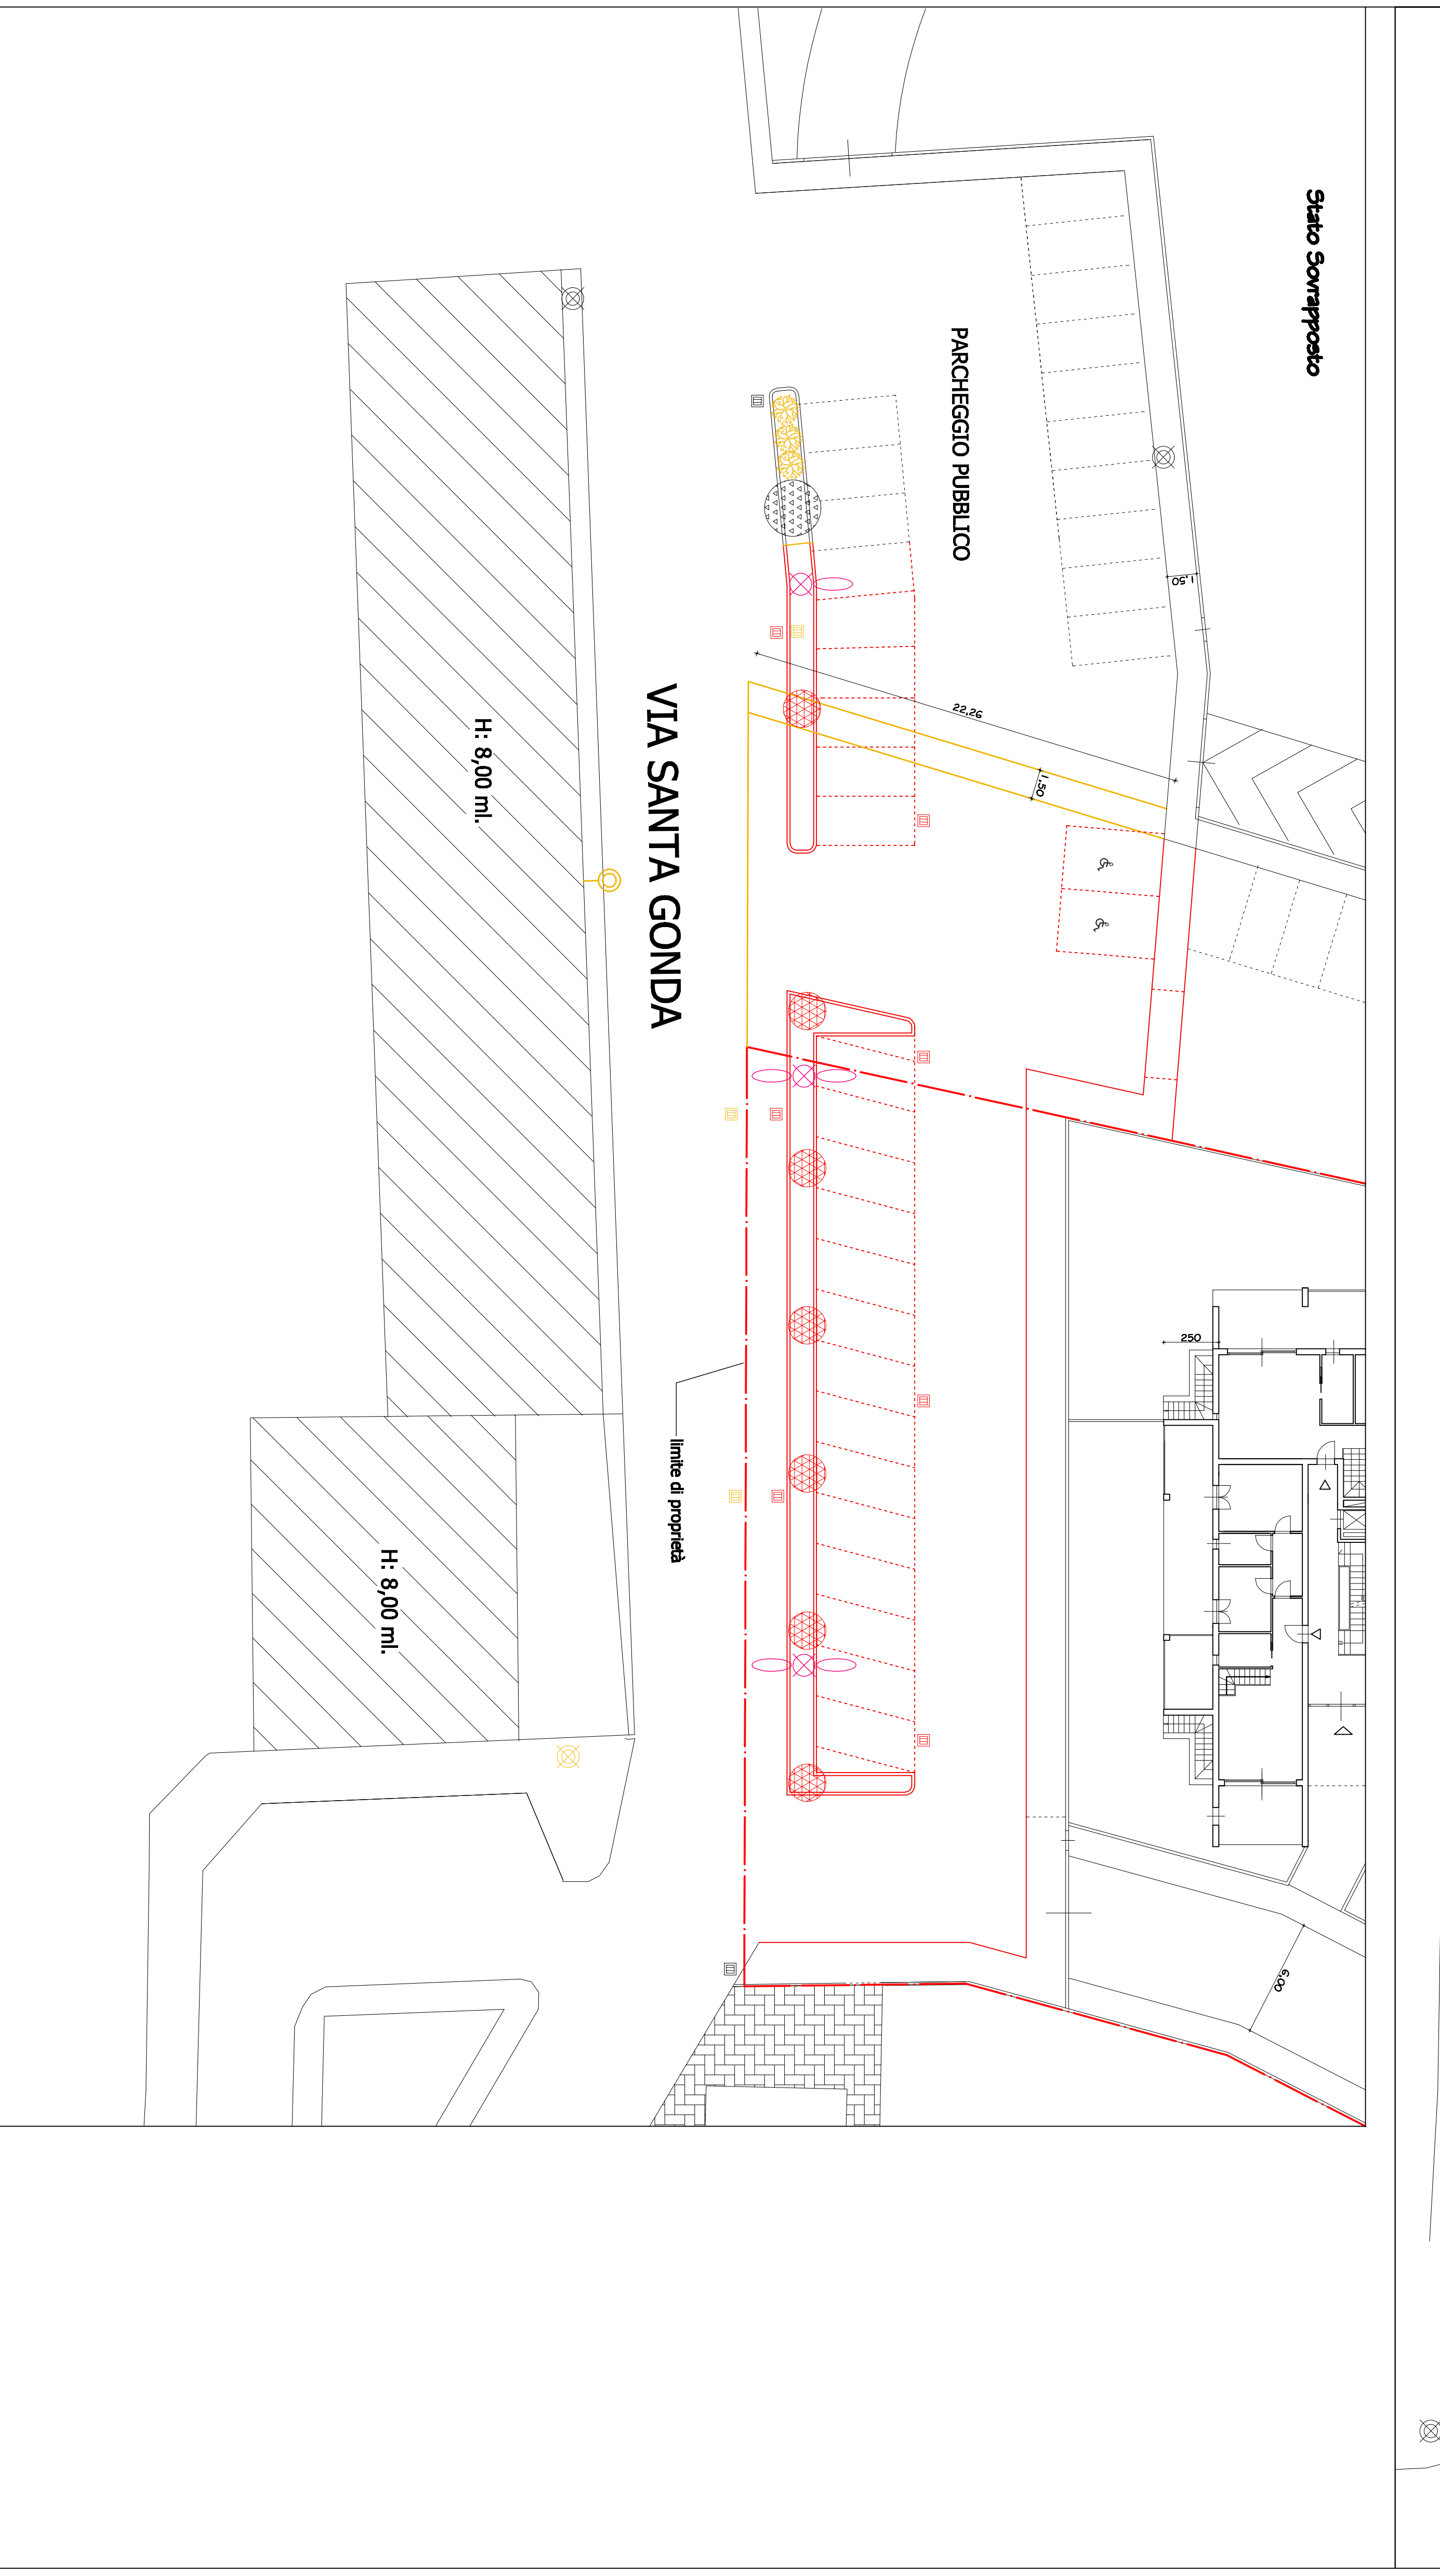 Stato Sovrapposto
PARCHEGGIO PUBBLICO
1.50
22.26
1.50
VIA SANTA GONDA
H: 8,00 ml.
250
limite di proprietà
H: 8,00 ml.
6.00